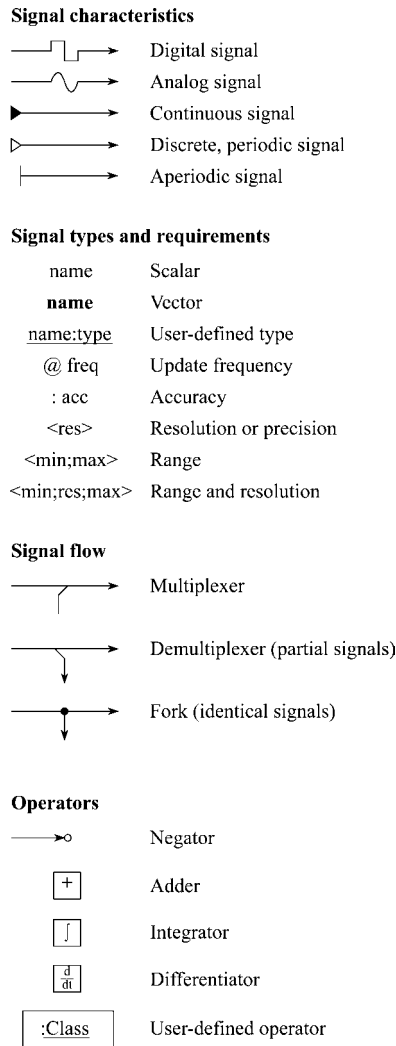 Signal characteristics
Digital signal
Analog signal
Continuous signal
Discrete, periodic signal
Aperiodic signal
Signal types and requirements
name Scalar
name Vector
name:type User-defined type
@ freq Update frequency
: acc Accuracy
<res> Resolution or precision
<min;max> Range
<min;res;max> Range and resolution
Signal flow
Multiplexer
Demultiplexer (partial signals)
Fork (identical signals)
Operators
Negator
+ Adder
∫ Integrator
d/dt Differentiator
:Class User-defined operator